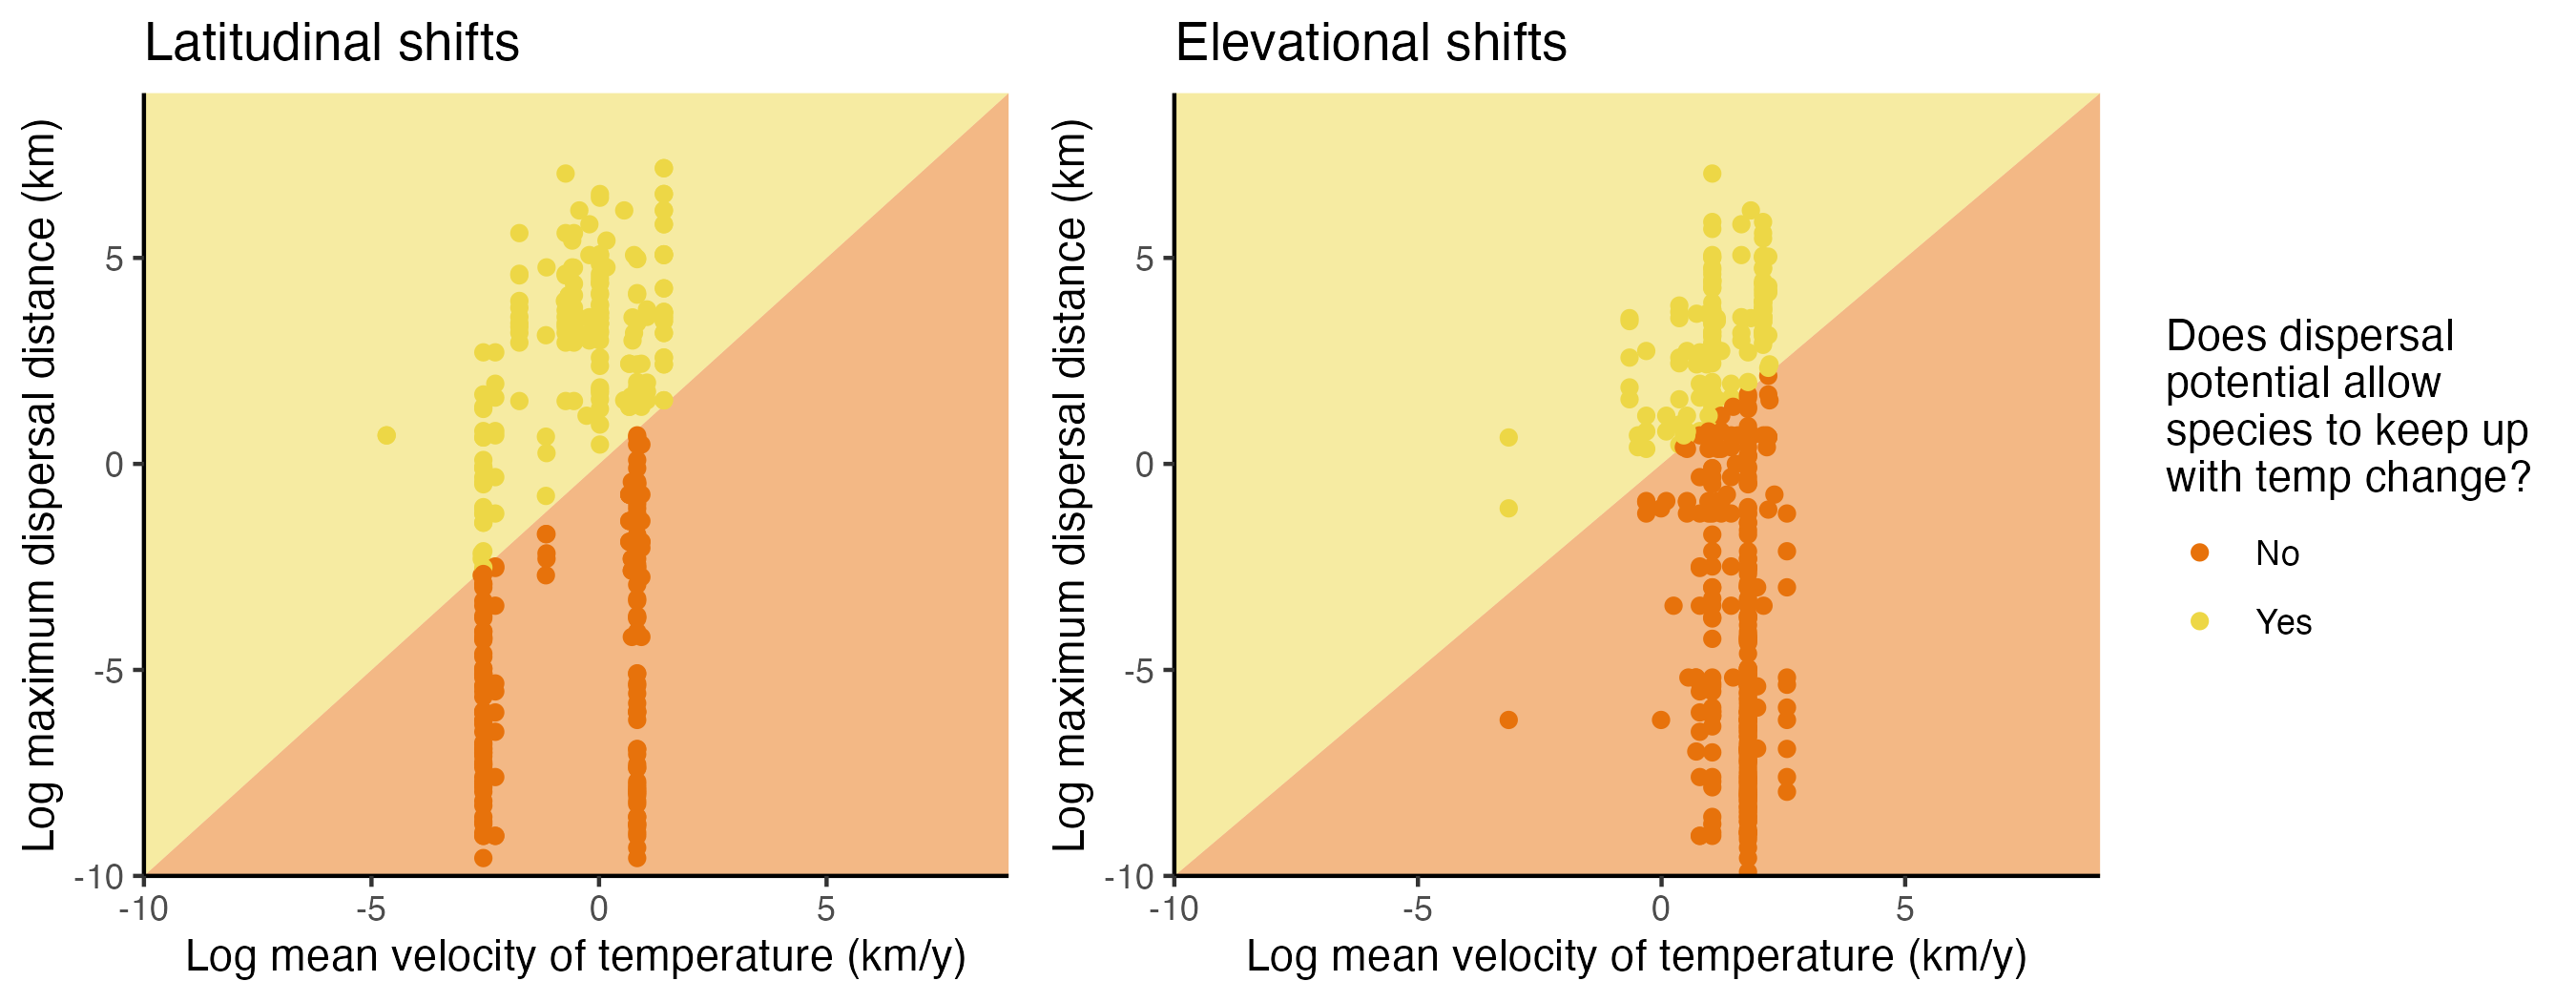 Latitudinal shifts
Log maximum dispersal distance (km)
5
0
-5
-10
-10
-5
0
5
Log mean velocity of temperature (km/y)
Elevational shifts
Log maximum dispersal distance (km)
5
0
-5
-10
-10
-5
0
5
Log mean velocity of temperature (km/y)
Does dispersal
potential allow
species to keep up
with temp change?
No
Yes